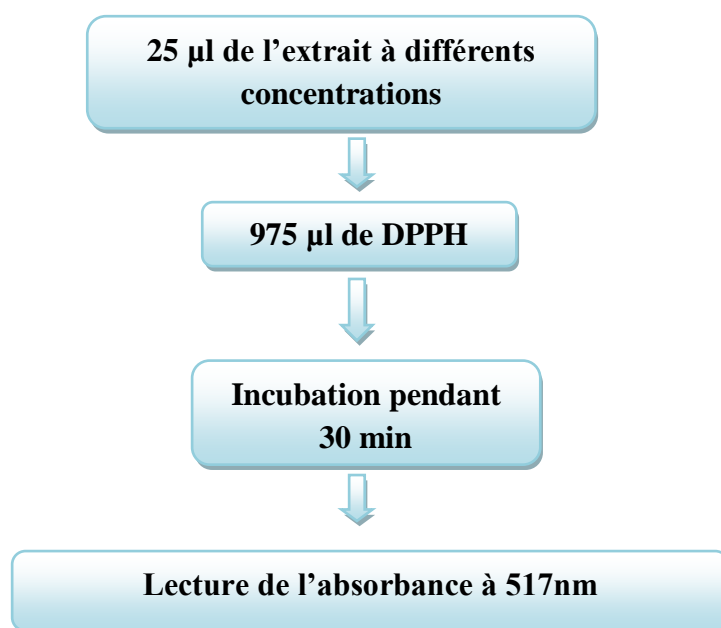 25 µl de l’extrait à différents
concentrations
975 µl de DPPH
Incubation pendant
30 min
Lecture de l’absorbance à 517nm